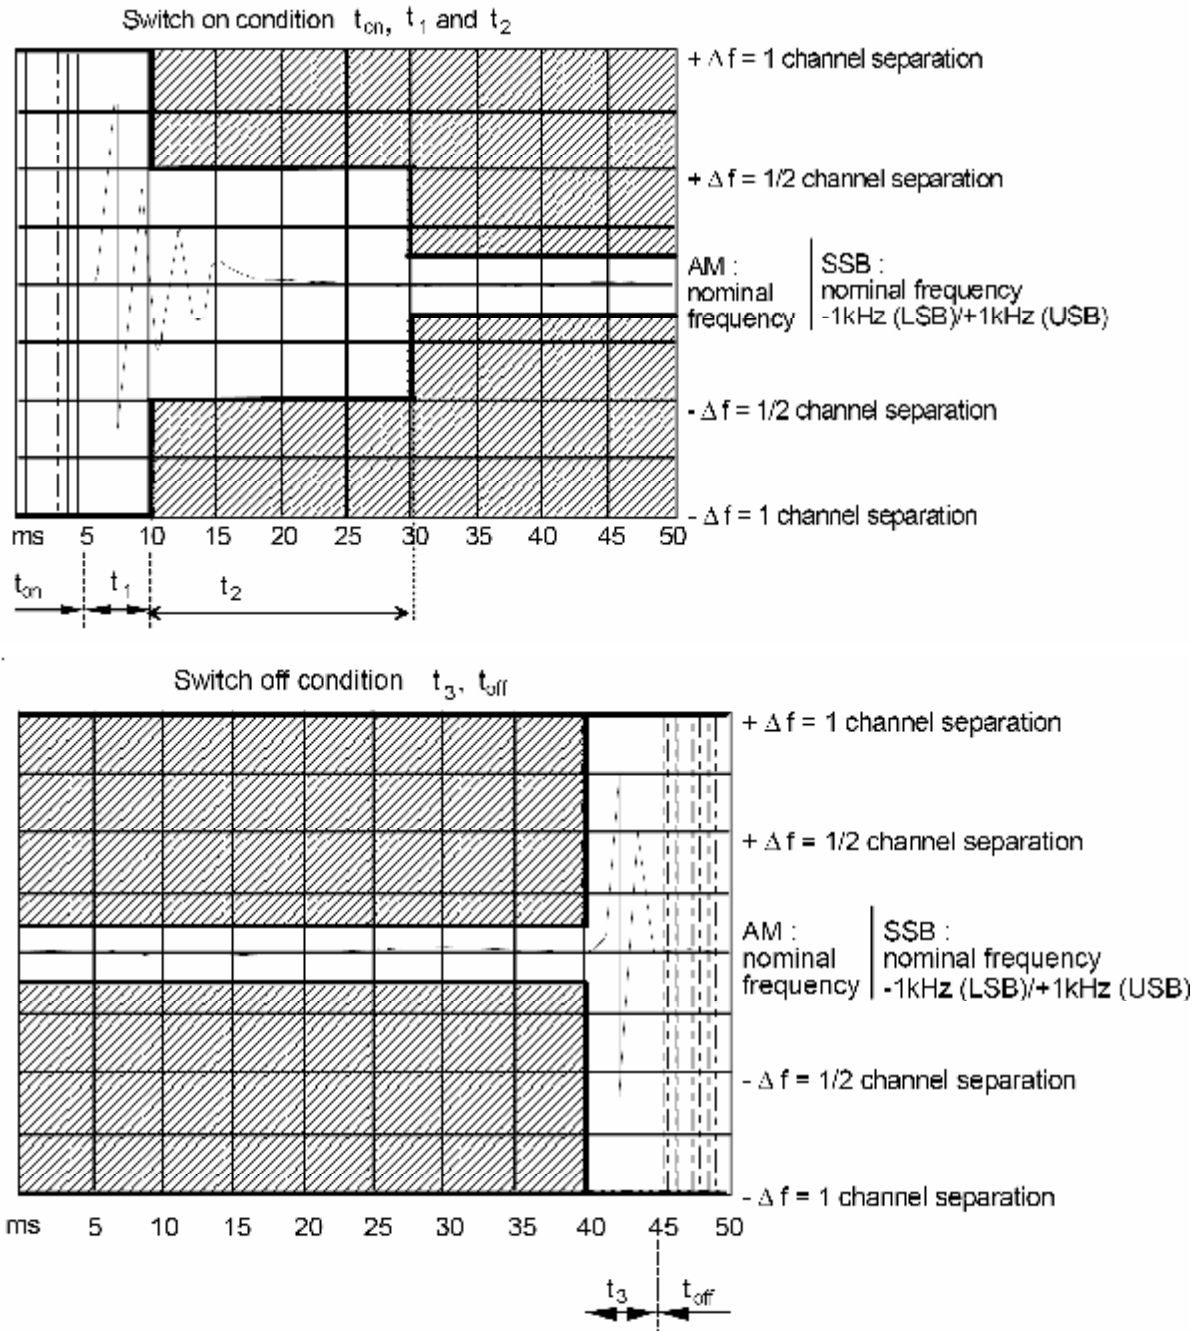 Switch on condition t_on, t_1 and t_2
+ Δf = 1 channel separation
+ Δf = 1/2 channel separation
AM :
nominal
frequency
SSB :
nominal frequency
-1kHz (LSB)/+1kHz (USB)
- Δf = 1/2 channel separation
- Δf = 1 channel separation
ms 5 10 15 20 25 30 35 40 45 50
t_on t_1 t_2
Switch off condition t_3, t_off
+ Δf = 1 channel separation
+ Δf = 1/2 channel separation
AM :
nominal
frequency
SSB :
nominal frequency
-1kHz (LSB)/+1kHz (USB)
- Δf = 1/2 channel separation
- Δf = 1 channel separation
ms 5 10 15 20 25 30 35 40 45 50
t_3 t_off